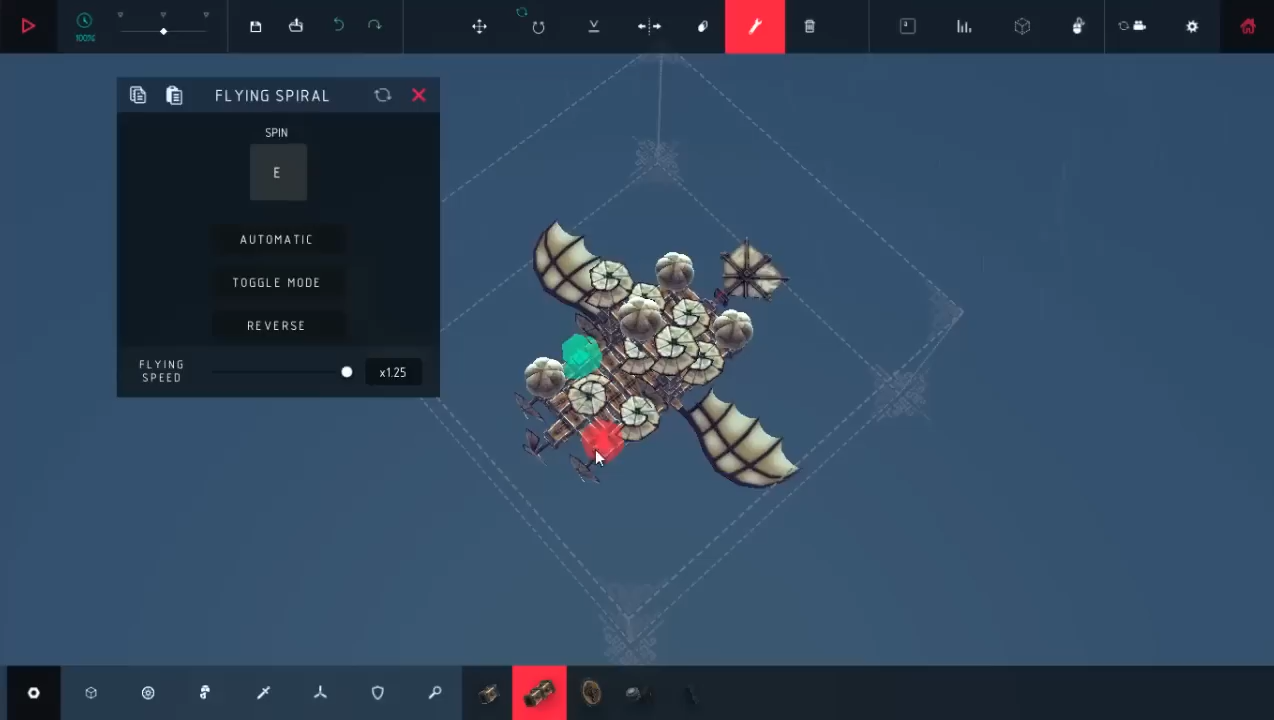 100%
FLYING SPIRAL
SPIN
E
AUTOMATIC
TOGGLE MODE
REVERSE
FLYING
SPEED
x1.25